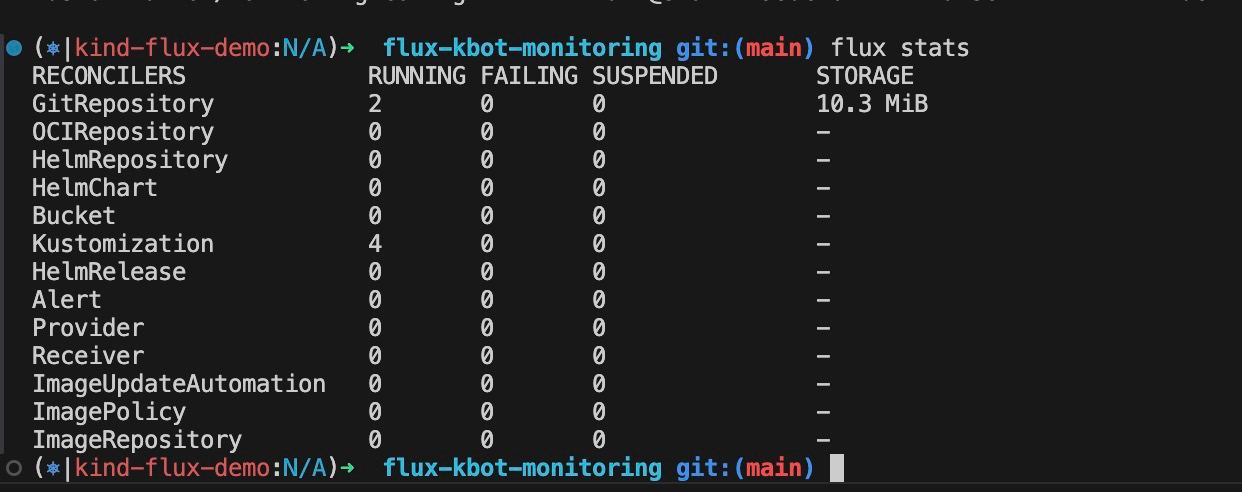 (⎈|kind-flux-demo:N/A)➜  flux-kbot-monitoring git:(main) flux stats
RECONCILERS             RUNNING FAILING SUSPENDED       STORAGE
GitRepository           2       0       0               10.3 MiB
OCIRepository           0       0       0               -
HelmRepository          0       0       0               -
HelmChart               0       0       0               -
Bucket                  0       0       0               -
Kustomization           4       0       0               -
HelmRelease             0       0       0               -
Alert                   0       0       0               -
Provider                0       0       0               -
Receiver                0       0       0               -
ImageUpdateAutomation   0       0       0               -
ImagePolicy             0       0       0               -
ImageRepository         0       0       0               -
(⎈|kind-flux-demo:N/A)➜  flux-kbot-monitoring git:(main)